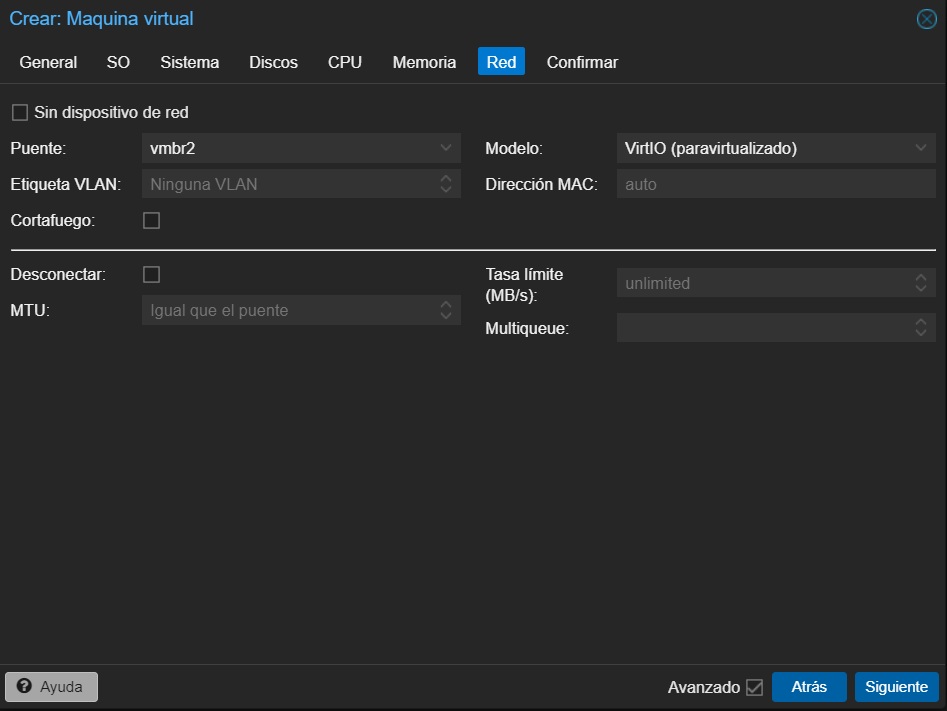 Crear: Maquina virtual
General SO Sistema Discos CPU Memoria Red Confirmar
Sin dispositivo de red
Puente: vmbr2 Modelo: VirtIO (paravirtualizado)
Etiqueta VLAN: Ninguna VLAN Dirección MAC: auto
Cortafuego:
Desconectar: Tasa límite (MB/s): unlimited
MTU: Igual que el puente Multiqueue:
Ayuda Avanzado Atrás Siguiente